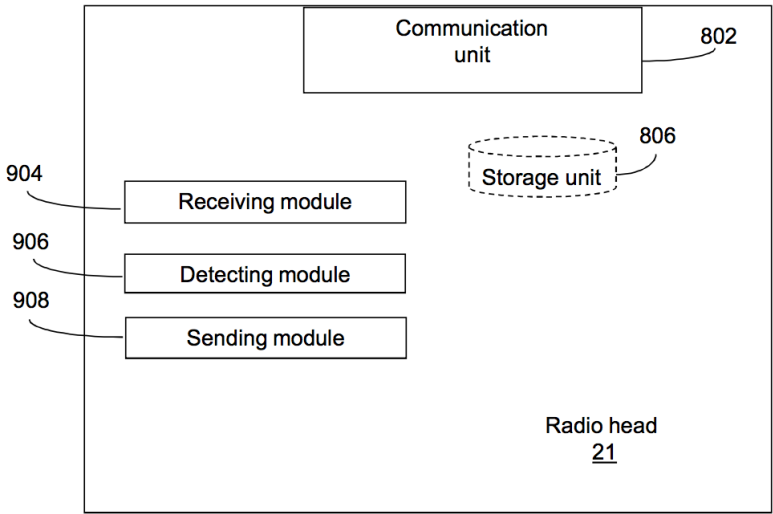 Communication
unit
802
806
Storage unit
904
Receiving module
906
Detecting module
908
Sending module
Radio head
21